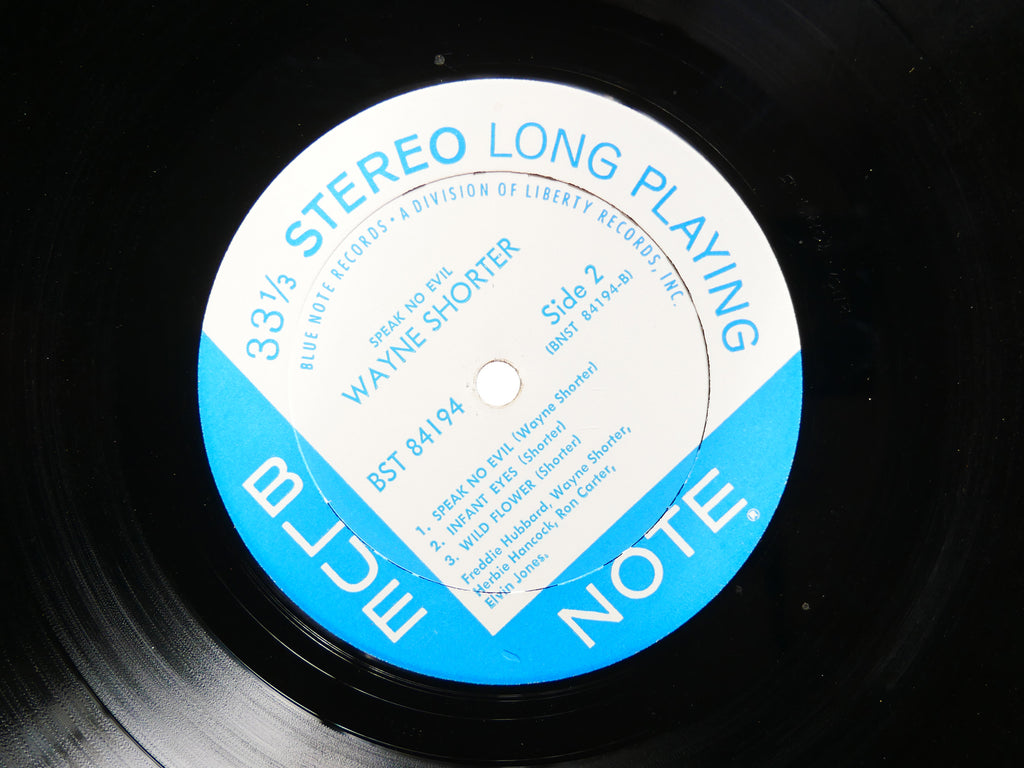 33⅓ STEREO LONG PLAYING
BLUE NOTE RECORDS • A DIVISION OF LIBERTY RECORDS, INC.
SPEAK NO EVIL
WAYNE SHORTER
Side 2
(BNST 84194-B)
BST 84194
1. SPEAK NO EVIL (Wayne Shorter)
2. INFANT EYES (Shorter)
3. WILD FLOWER (Shorter)
Freddie Hubbard, Wayne Shorter,
Herbie Hancock, Ron Carter,
Elvin Jones.
BLUE
NOTE®